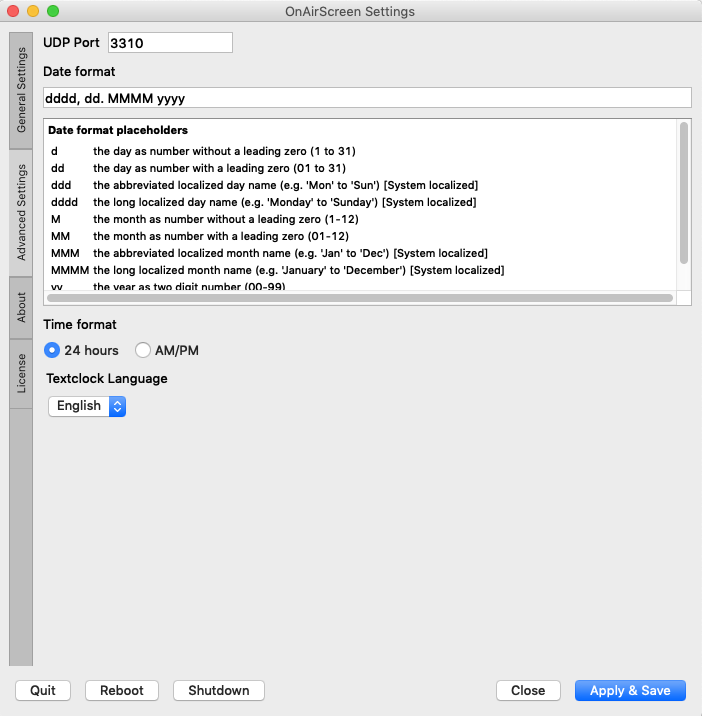 OnAirScreen Settings
General Settings
Advanced Settings
About
License
UDP Port 3310
Date format
dddd, dd. MMMM yyyy
Date format placeholders
d the day as number without a leading zero (1 to 31)
dd the day as number with a leading zero (01 to 31)
ddd the abbreviated localized day name (e.g. 'Mon' to 'Sun') [System localized]
dddd the long localized day name (e.g. 'Monday' to 'Sunday') [System localized]
M the month as number without a leading zero (1-12)
MM the month as number with a leading zero (01-12)
MMM the abbreviated localized month name (e.g. 'Jan' to 'Dec') [System localized]
MMMM the long localized month name (e.g. 'January' to 'December') [System localized]
yy the year as two digit number (00-99)
Time format
24 hours AM/PM
Textclock Language
English
Quit Reboot Shutdown Close Apply & Save